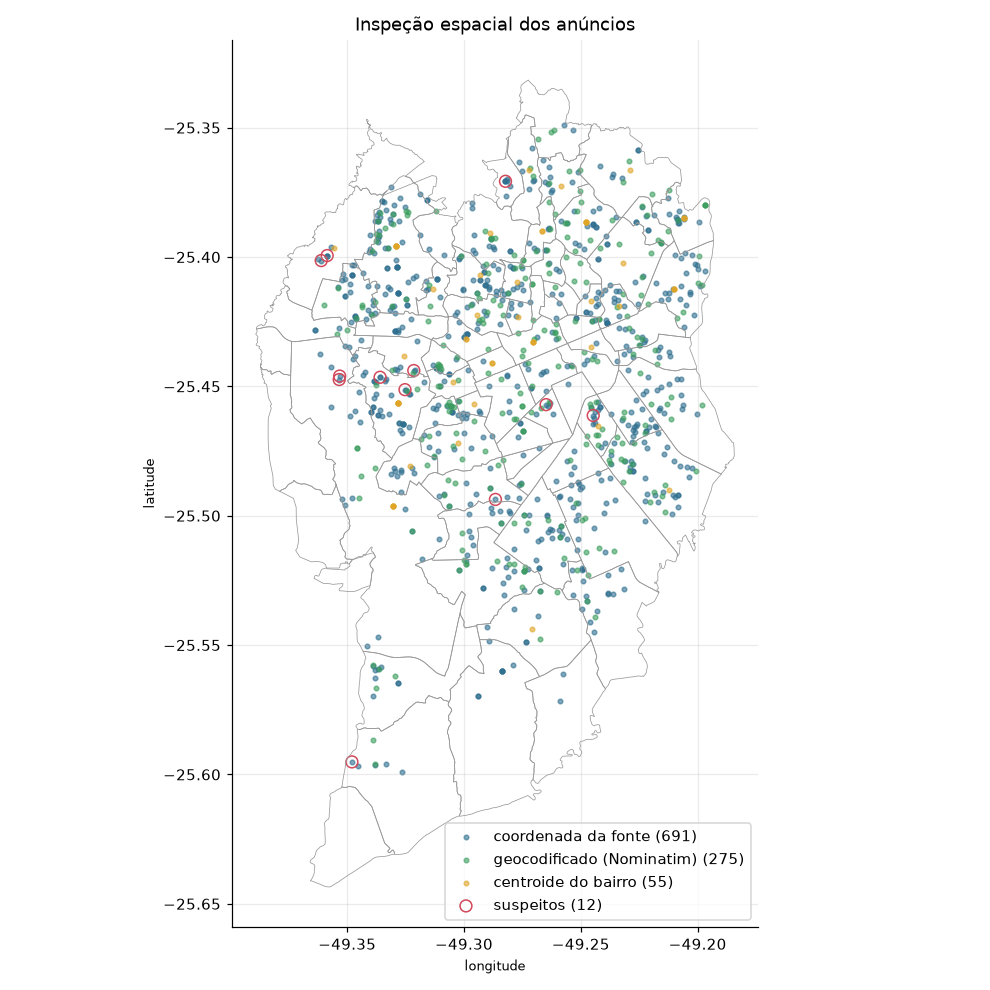 Inspeção espacial dos anúncios
−25.35
−25.40
−25.45
−25.50
−25.55
−25.60
−25.65
latitude
coordenada da fonte (691)
geocodificado (Nominatim) (275)
centroide do bairro (55)
suspeitos (12)
−49.35
−49.30
−49.25
−49.20
longitude